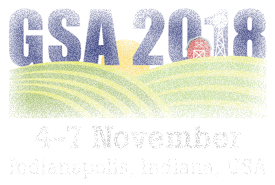 GSA 2018
4-7 November
Indianapolis, Indiana, USA